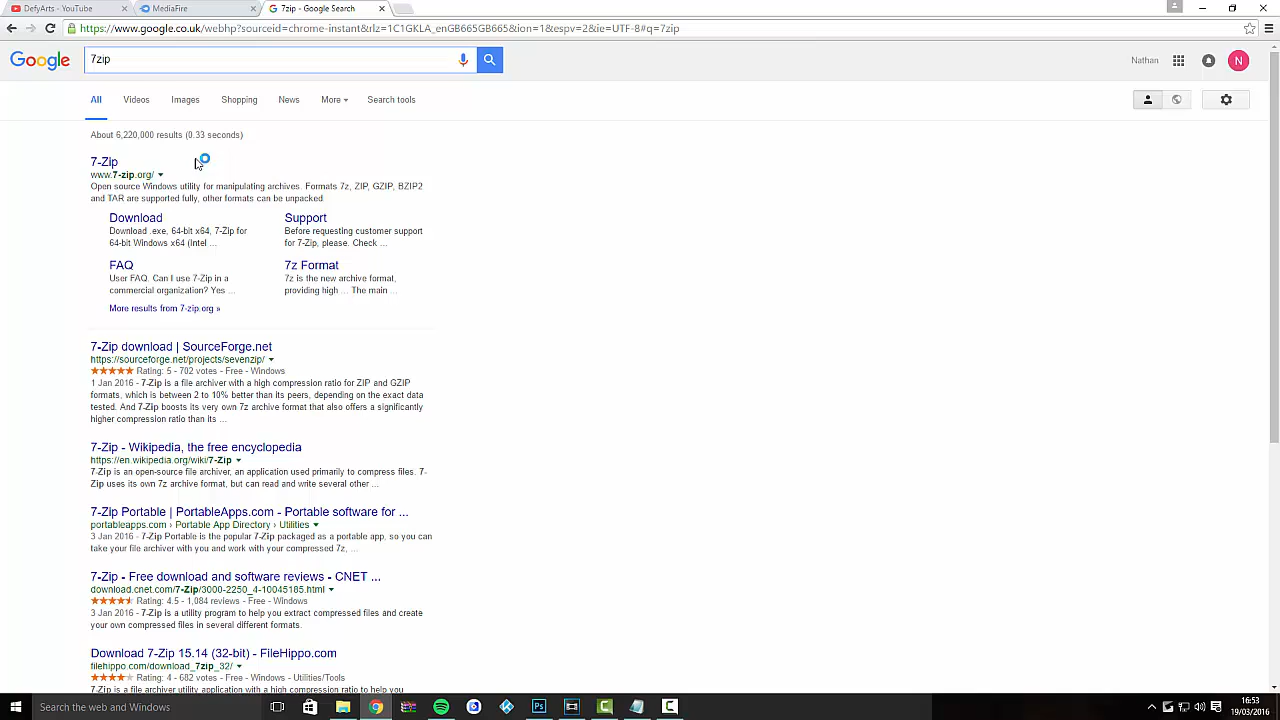 DefyArts - YouTube
MediaFire
7zip - Google Search
https://www.google.co.uk/webhp?sourceid=chrome-instant&rlz=1C1GKLA_enGB665GB665&ion=1&espv=2&ie=UTF-8#q=7zip
Google
7zip
Nathan
N
All Videos Images Shopping News More Search tools
About 6,220,000 results (0.33 seconds)
7-Zip
www.7-zip.org/
Open source Windows utility for manipulating archives. Formats 7z, ZIP, GZIP, BZIP2
and TAR are supported fully, other formats can be unpacked.
Download
Download .exe, 64-bit x64, 7-Zip for
64-bit Windows x64 (Intel ...
Support
Before requesting customer support
for 7-Zip, please. Check ...
FAQ
User FAQ. Can I use 7-Zip in a
commercial organization? Yes ...
7z Format
7z is the new archive format,
providing high ... The main ...
More results from 7-zip.org »
7-Zip download | SourceForge.net
https://sourceforge.net/projects/sevenzip/
Rating: 5 - 702 votes - Free - Windows
1 Jan 2016 - 7-Zip is a file archiver with a high compression ratio for ZIP and GZIP
formats, which is between 2 to 10% better than its peers, depending on the exact data
tested. And 7-Zip boosts its very own 7z archive format that also offers a significantly
higher compression ratio than its ...
7-Zip - Wikipedia, the free encyclopedia
https://en.wikipedia.org/wiki/7-Zip
7-Zip is an open-source file archiver, an application used primarily to compress files. 7-
Zip uses its own 7z archive format, but can read and write several other ...
7-Zip Portable | PortableApps.com - Portable software for ...
portableapps.com › Portable App Directory › Utilities
3 Jan 2016 - 7-Zip Portable is the popular 7-Zip packaged as a portable app, so you can
take your file archiver with you and work with your compressed 7z, ...
7-Zip - Free download and software reviews - CNET ...
download.cnet.com/7-Zip/3000-2250_4-10045185.html
Rating: 4.5 - 1,084 reviews - Free - Windows
3 Jan 2016 - 7-Zip is a utility program to help you extract compressed files and create
your own compressed files in several different formats.
Download 7-Zip 15.14 (32-bit) - FileHippo.com
filehippo.com/download_7zip_32/
Rating: 4 - 682 votes - Free - Windows - Utilities/Tools
7-Zip is a file archiver utility application with a high compression ratio to help you
Search the web and Windows
Ps
16:53
19/03/2016